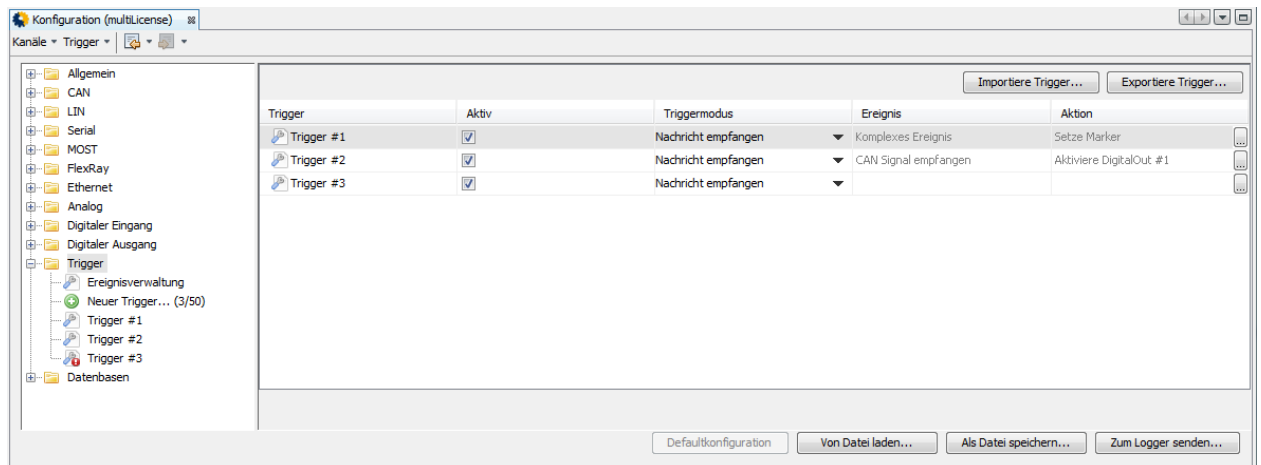 Konfiguration (multiLicense)
Kanäle Trigger
Allgemein
CAN
LIN
Serial
MOST
FlexRay
Ethernet
Analog
Digitaler Eingang
Digitaler Ausgang
Trigger
Ereignisverwaltung
Neuer Trigger... (3/50)
Trigger #1
Trigger #2
Trigger #3
Datenbasen
Importiere Trigger... Exportiere Trigger...
Trigger Aktiv Triggermodus Ereignis Aktion
Trigger #1 Nachricht empfangen Komplexes Ereignis Setze Marker ...
Trigger #2 Nachricht empfangen CAN Signal empfangen Aktiviere DigitalOut #1 ...
Trigger #3 Nachricht empfangen ...
Defaultkonfiguration Von Datei laden... Als Datei speichern... Zum Logger senden...